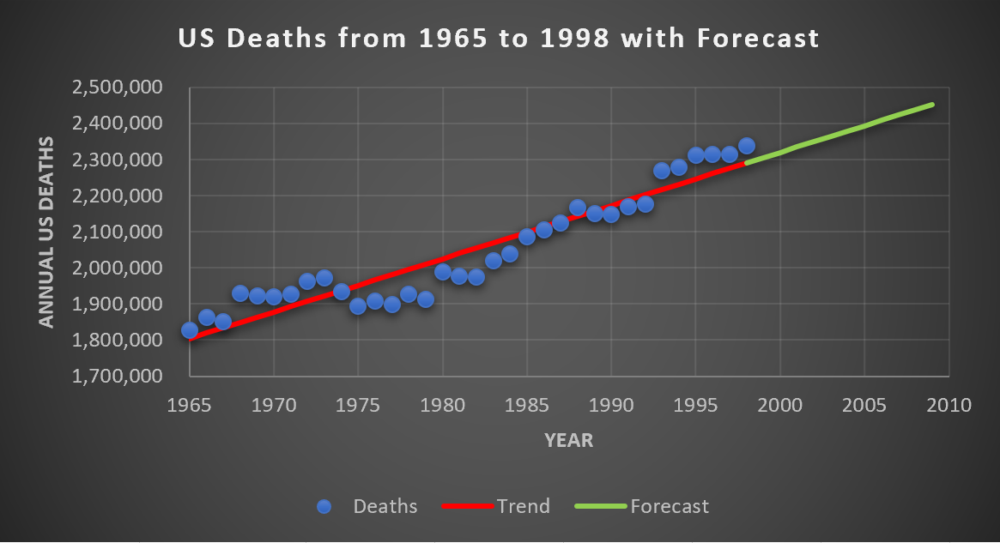 US Deaths from 1965 to 1998 with Forecast
ANNUAL US DEATHS
2,500,000
2,400,000
2,300,000
2,200,000
2,100,000
2,000,000
1,900,000
1,800,000
1,700,000
1965 1970 1975 1980 1985 1990 1995 2000 2005 2010
YEAR
Deaths Trend Forecast